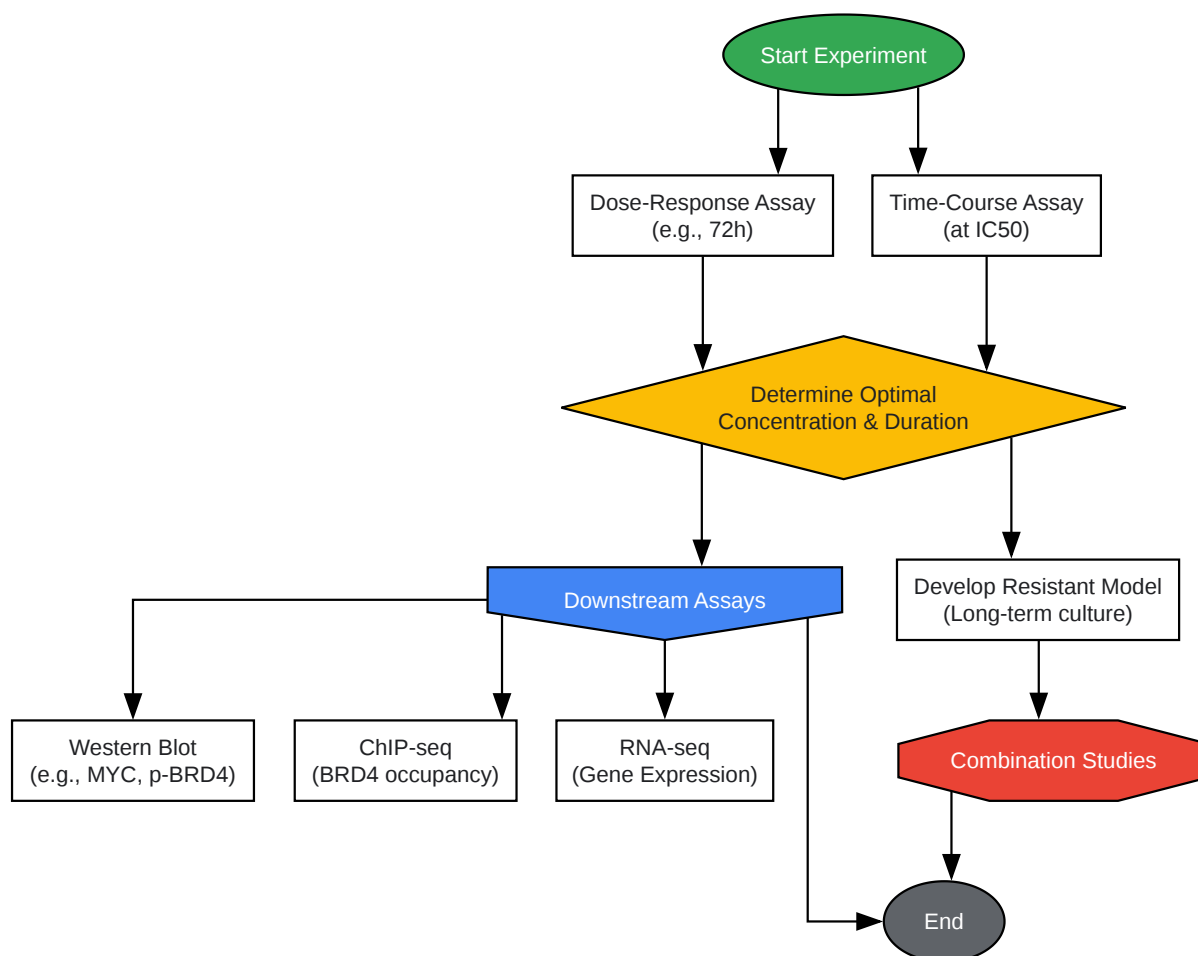 Start Experiment
Dose-Response Assay
(e.g., 72h)
Time-Course Assay
(at IC50)
Determine Optimal
Concentration & Duration
Downstream Assays
Develop Resistant Model
(Long-term culture)
Western Blot
(e.g., MYC, p-BRD4)
ChIP-seq
(BRD4 occupancy)
RNA-seq
(Gene Expression)
Combination Studies
End